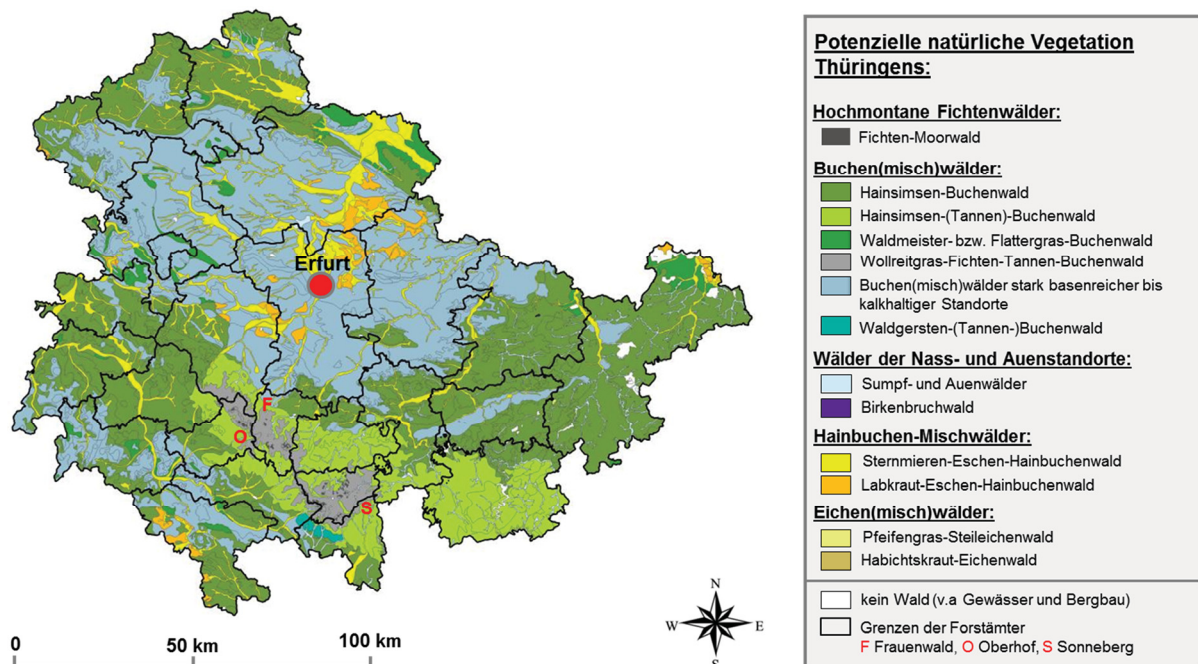 Erfurt
F
O
S
0 50 km 100 km
N
W E
S
Potenzielle natürliche Vegetation
Thüringens:
Hochmontane Fichtenwälder:
Fichten-Moorwald
Buchen(misch)wälder:
Hainsimsen-Buchenwald
Hainsimsen-(Tannen)-Buchenwald
Waldmeister- bzw. Flattergras-Buchenwald
Wollreitgras-Fichten-Tannen-Buchenwald
Buchen(misch)wälder stark basenreicher bis
kalkhaltiger Standorte
Waldgersten-(Tannen-)Buchenwald
Wälder der Nass- und Auenstandorte:
Sumpf- und Auenwälder
Birkenbruchwald
Hainbuchen-Mischwälder:
Sternmieren-Eschen-Hainbuchenwald
Labkraut-Eschen-Hainbuchenwald
Eichen(misch)wälder:
Pfeifengras-Steileichenwald
Habichtskraut-Eichenwald
kein Wald (v.a Gewässer und Bergbau)
Grenzen der Forstämter
F Frauenwald, O Oberhof, S Sonneberg